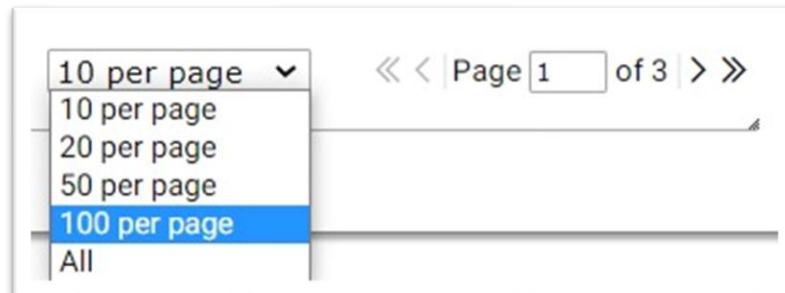 10 per page « < Page 1 of 3 > »
10 per page
20 per page
50 per page
100 per page
All